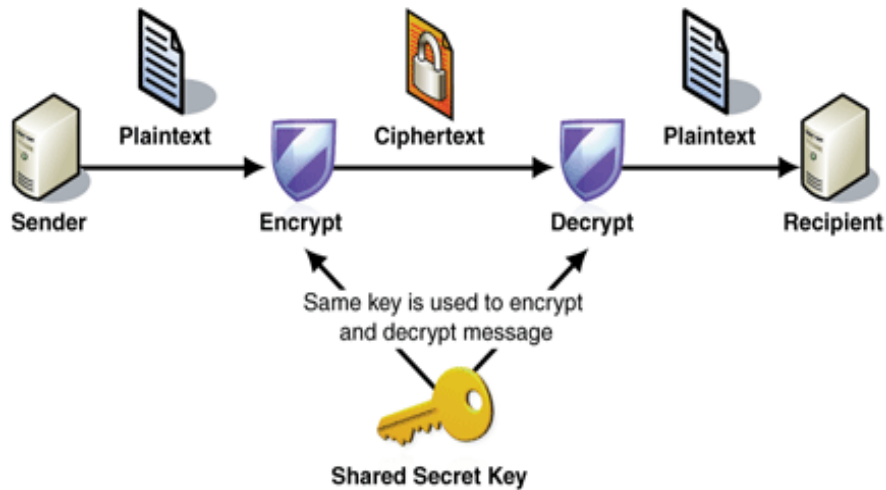 Plaintext
Ciphertext
Plaintext
Sender
Encrypt
Decrypt
Recipient
Same key is used to encrypt
and decrypt message
Shared Secret Key